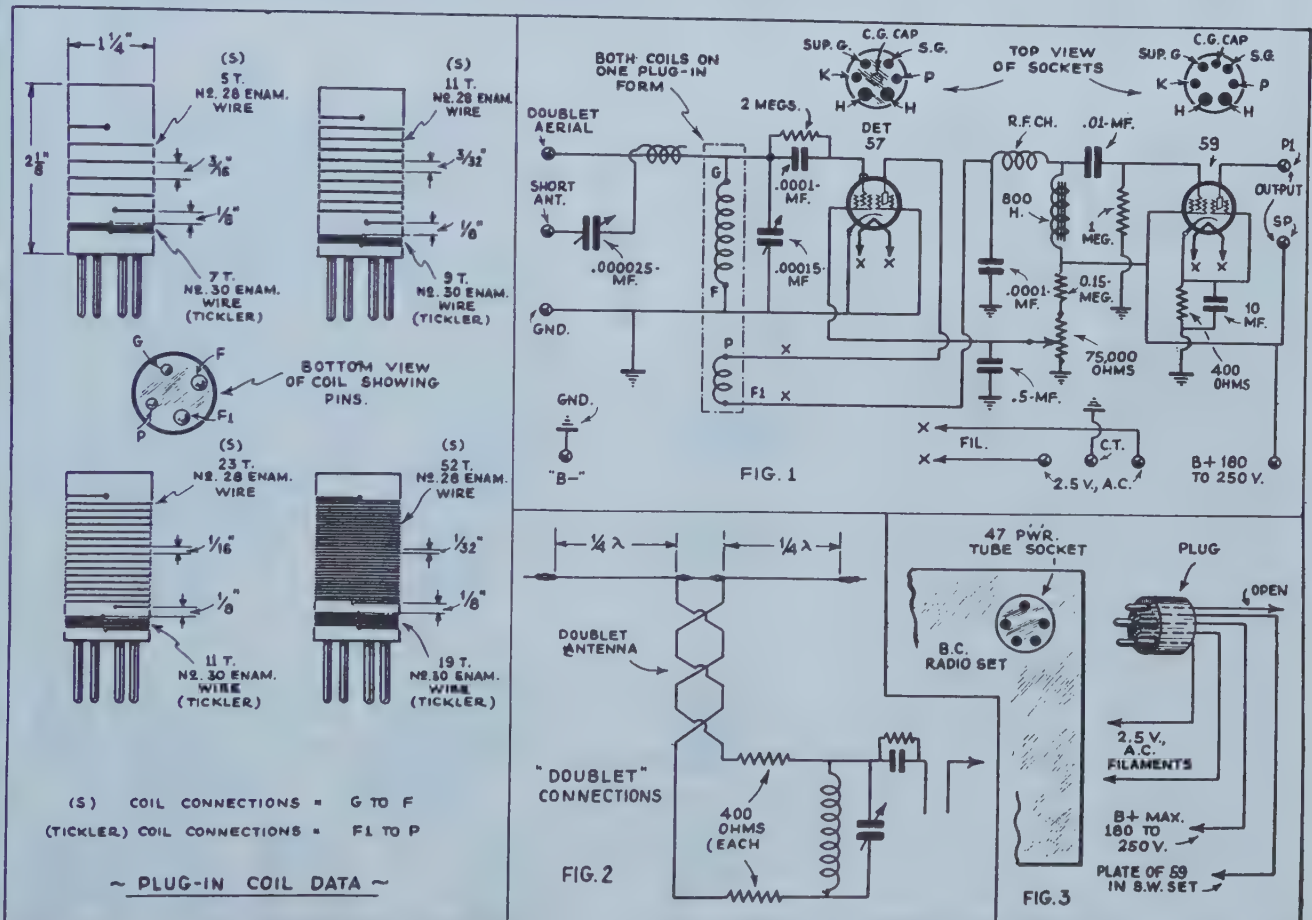 1 1/4"
2 1/8"
(S)
5 T.
Nº. 28 ENAM.
WIRE
3/16"
1/8"
7 T.
Nº. 30 ENAM.
WIRE
(TICKLER)
(S)
11 T.
Nº. 28 ENAM.
WIRE
3/32"
1/8"
9 T.
Nº. 30 ENAM.
WIRE
(TICKLER)
G
F
P
F1
BOTTOM VIEW
OF COIL SHOWING
PINS.
(S)
23 T.
Nº. 28 ENAM.
WIRE
1/16"
1/8"
11 T.
Nº. 30 ENAM.
WIRE
(TICKLER)
(S)
52 T.
Nº. 28 ENAM.
WIRE
1/32"
1/8"
19 T.
Nº. 30 ENAM.
WIRE
(TICKLER)
(S) COIL CONNECTIONS = G TO F
(TICKLER) COIL CONNECTIONS = F1 TO P
~ PLUG-IN COIL DATA ~
BOTH COILS ON
ONE PLUG-IN
FORM
C.G. CAP
SUP. G.
S.G.
K
P
H
H
TOP VIEW
OF SOCKETS
C.G. CAP
SUP. G
S.G.
K
P
H
H
DOUBLET
AERIAL
SHORT
ANT.
.000025-
MF.
GND.
2 MEGS.
DET
57
.0001-
MF.
.00015-
MF.
G
F
P
F1
X
X
X
X
R.F.CH.
.01-MF.
59
P1
OUTPUT
SP.
800
H.
1
MEG.
.0001-
MF.
0.15-
MEG.
75,000
OHMS
.5-MF.
X
X
10
MF.
400
OHMS
GND.
"B-"
FIG. 1
X
FIL.
X
C.T.
2.5 V., A.C.
B+ 180
TO 250 V.
1/4 λ
1/4 λ
DOUBLET
ANTENNA
"DOUBLET"
CONNECTIONS
400
OHMS
(EACH
FIG. 2
47 PWR.
TUBE SOCKET
B.C.
RADIO SET
PLUG
OPEN
2.5 V.,
A.C.
FILAMENTS
B+ MAX.
180 TO
250 V.
PLATE OF 59
IN S.W. SET
FIG. 3